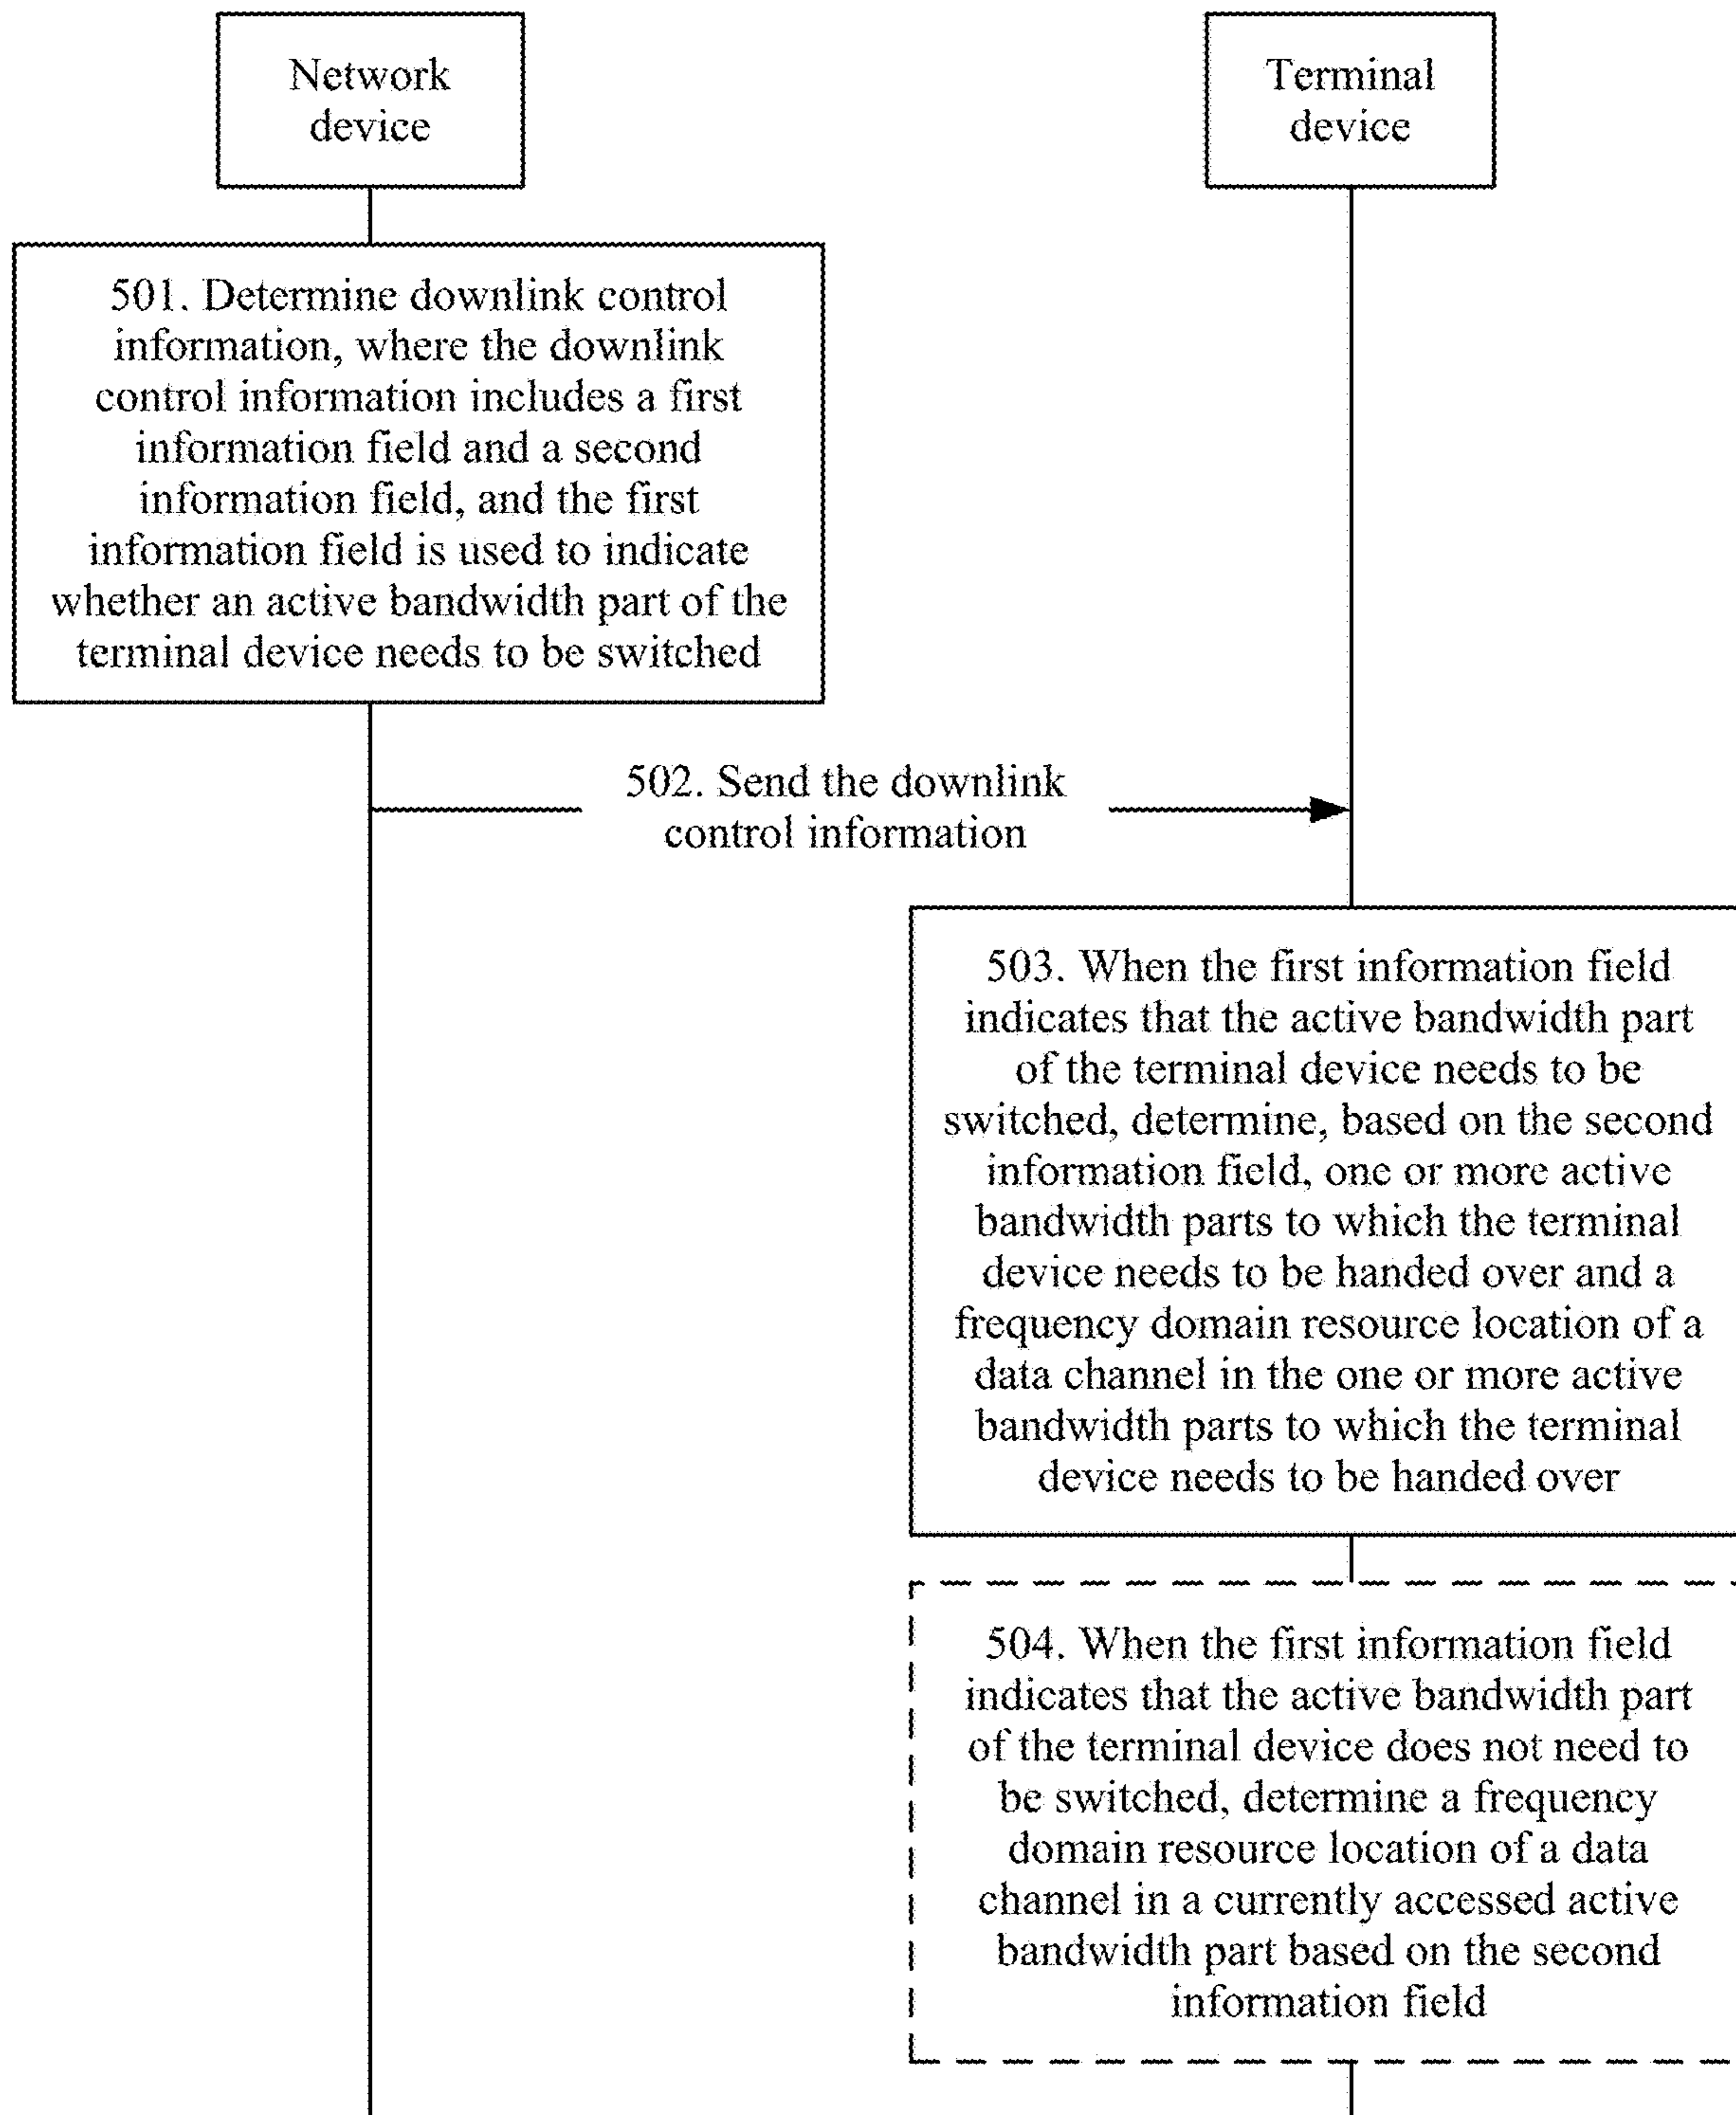 Network
device
Terminal
device
501. Determine downlink control
information, where the downlink
control information includes a first
information field and a second
information field, and the first
information field is used to indicate
whether an active bandwidth part of the
terminal device needs to be switched
502. Send the downlink
control information
503. When the first information field
indicates that the active bandwidth part
of the terminal device needs to be
switched, determine, based on the second
information field, one or more active
bandwidth parts to which the terminal
device needs to be handed over and a
frequency domain resource location of a
data channel in the one or more active
bandwidth parts to which the terminal
device needs to be handed over
504. When the first information field
indicates that the active bandwidth part
of the terminal device does not need to
be switched, determine a frequency
domain resource location of a data
channel in a currently accessed active
bandwidth part based on the second
information field